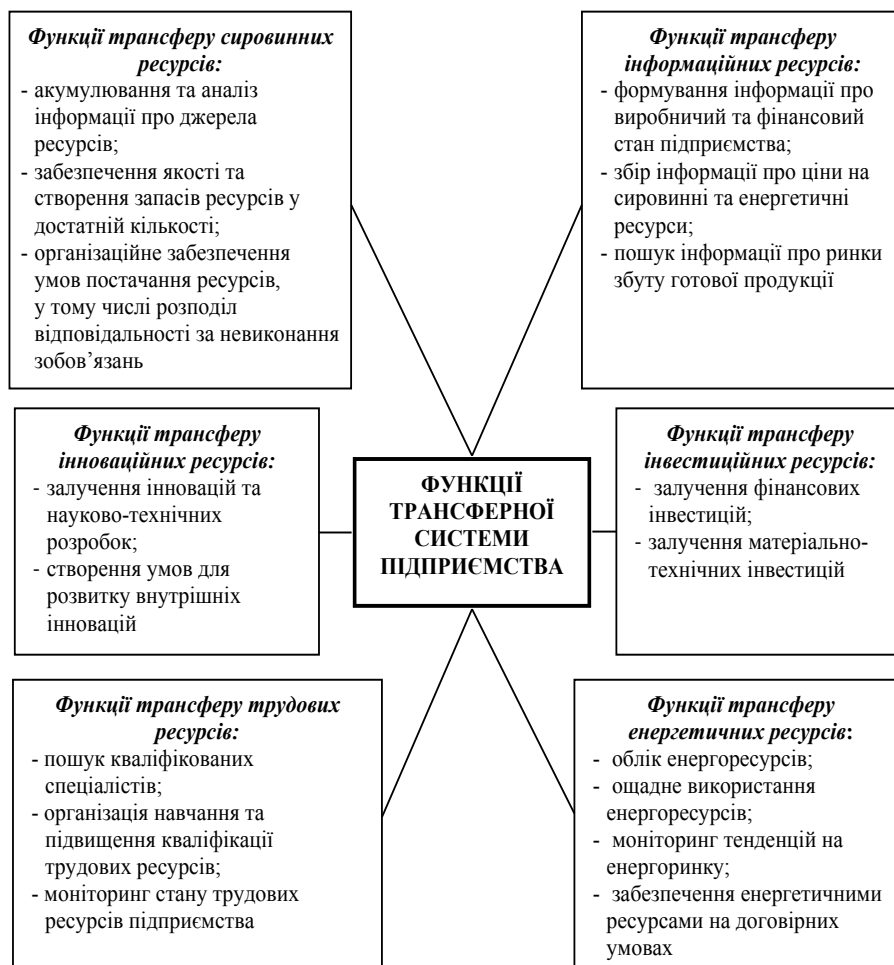 Функції трансферу сировинних
ресурсів:
- акумулювання та аналіз
інформації про джерела
ресурсів;
- забезпечення якості та
створення запасів ресурсів у
достатній кількості;
- організаційне забезпечення
умов постачання ресурсів,
у тому числі розподіл
відповідальності за невиконання
зобов’язань
Функції трансферу
інформаційних ресурсів:
- формування інформації про
виробничий та фінансовий
стан підприємства;
- збір інформації про ціни на
сировинні та енергетичні
ресурси;
- пошук інформації про ринки
збуту готової продукції
Функції трансферу
інноваційних ресурсів:
- залучення інновацій та
науково-технічних
розробок;
- створення умов для
розвитку внутрішніх
інновацій
ФУНКЦІЇ
ТРАНСФЕРНОЇ
СИСТЕМИ
ПІДПРИЄМСТВА
Функції трансферу
інвестиційних ресурсів:
- залучення фінансових
інвестицій;
- залучення матеріально-
технічних інвестицій
Функції трансферу трудових
ресурсів:
- пошук кваліфікованих
спеціалістів;
- організація навчання та
підвищення кваліфікації
трудових ресурсів;
- моніторинг стану трудових
ресурсів підприємства
Функції трансферу
енергетичних ресурсів:
- облік енергоресурсів;
- ощадне використання
енергоресурсів;
- моніторинг тенденцій на
енергоринку;
- забезпечення енергетичними
ресурсами на договірних
умовах